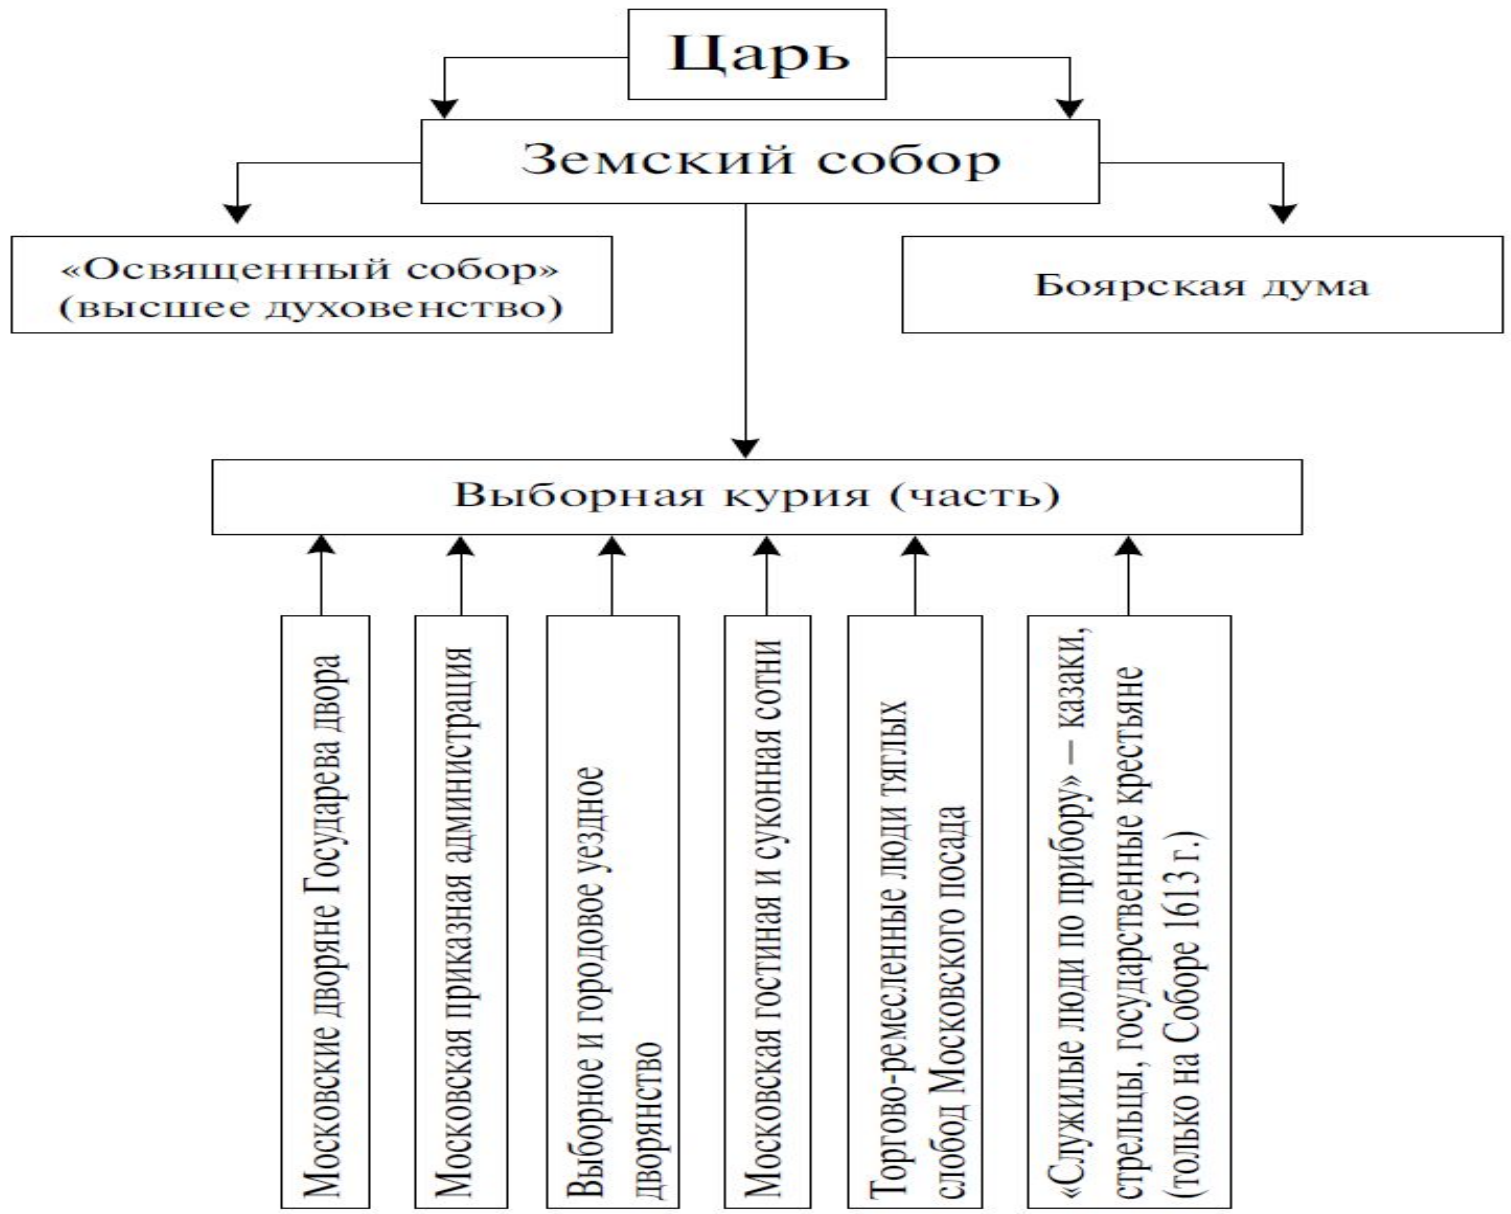 Царь
Земский собор
«Освященный собор»
(высшее духовенство)
Боярская дума
Выборная курия (часть)
Московские дворяне Государева двора
Московская приказная администрация
Выборное и городовое уездное
дворянство
Московская гостиная и суконная сотни
Торгово-ремесленные люди тяглых
слобод Московского посада
«Служилые люди по прибору» — казаки,
стрельцы, государственные крестьяне
(только на Соборе 1613 г.)